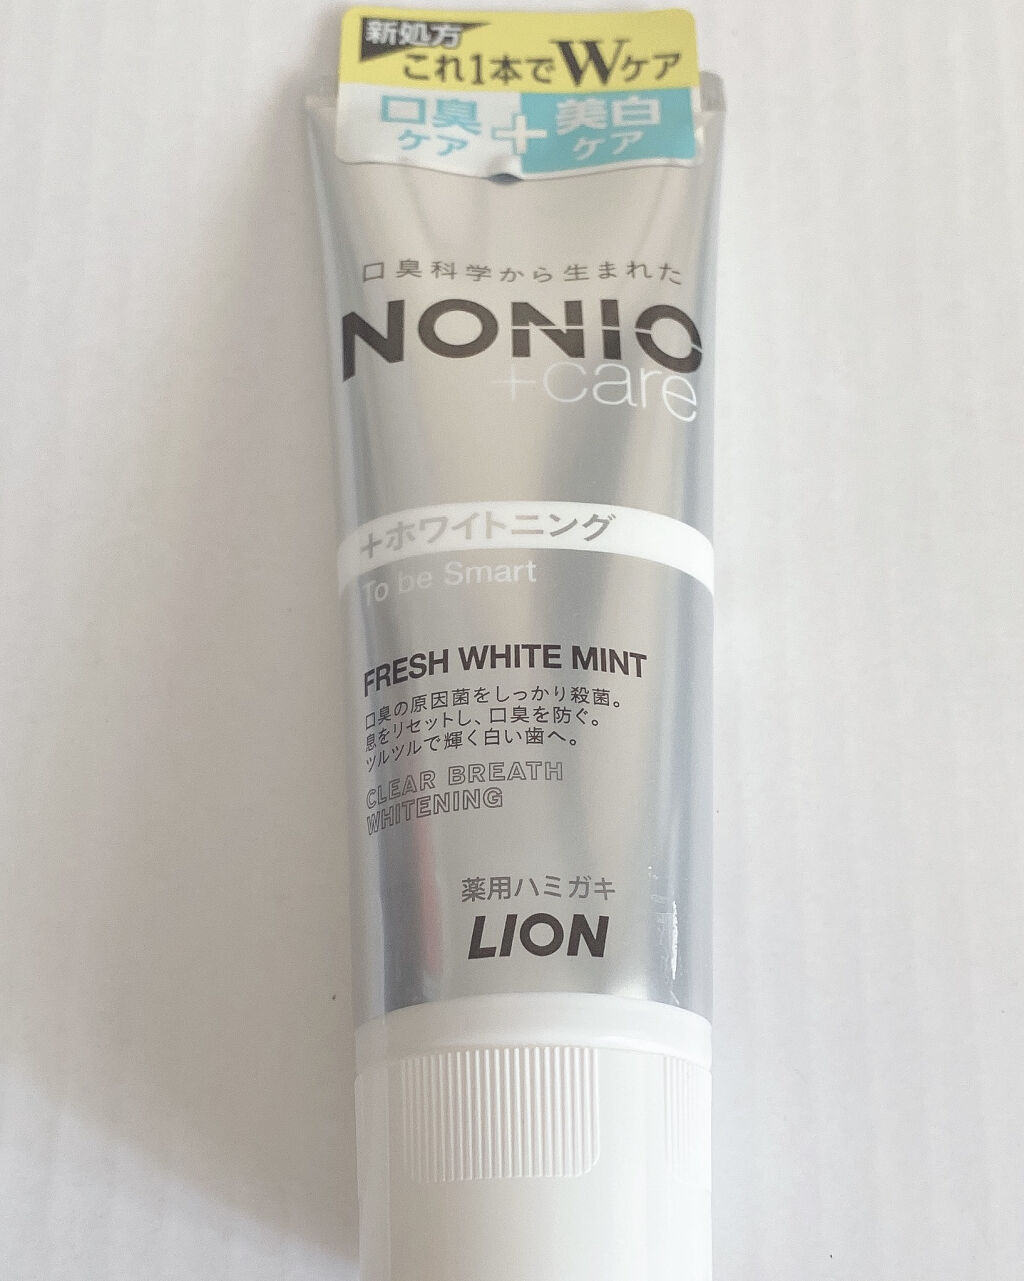 新処方
これ1本でWケア
口臭ケア + 美白ケア
口臭科学から生まれた
NONIO
+care
+ホワイトニング
To be Smart
FRESH WHITE MINT
口臭の原因菌をしっかり殺菌。
息をリセットし、口臭を防ぐ。
ツルツルで輝く白い歯へ。
CLEAR BREATH
WHITENING
薬用ハミガキ
LION